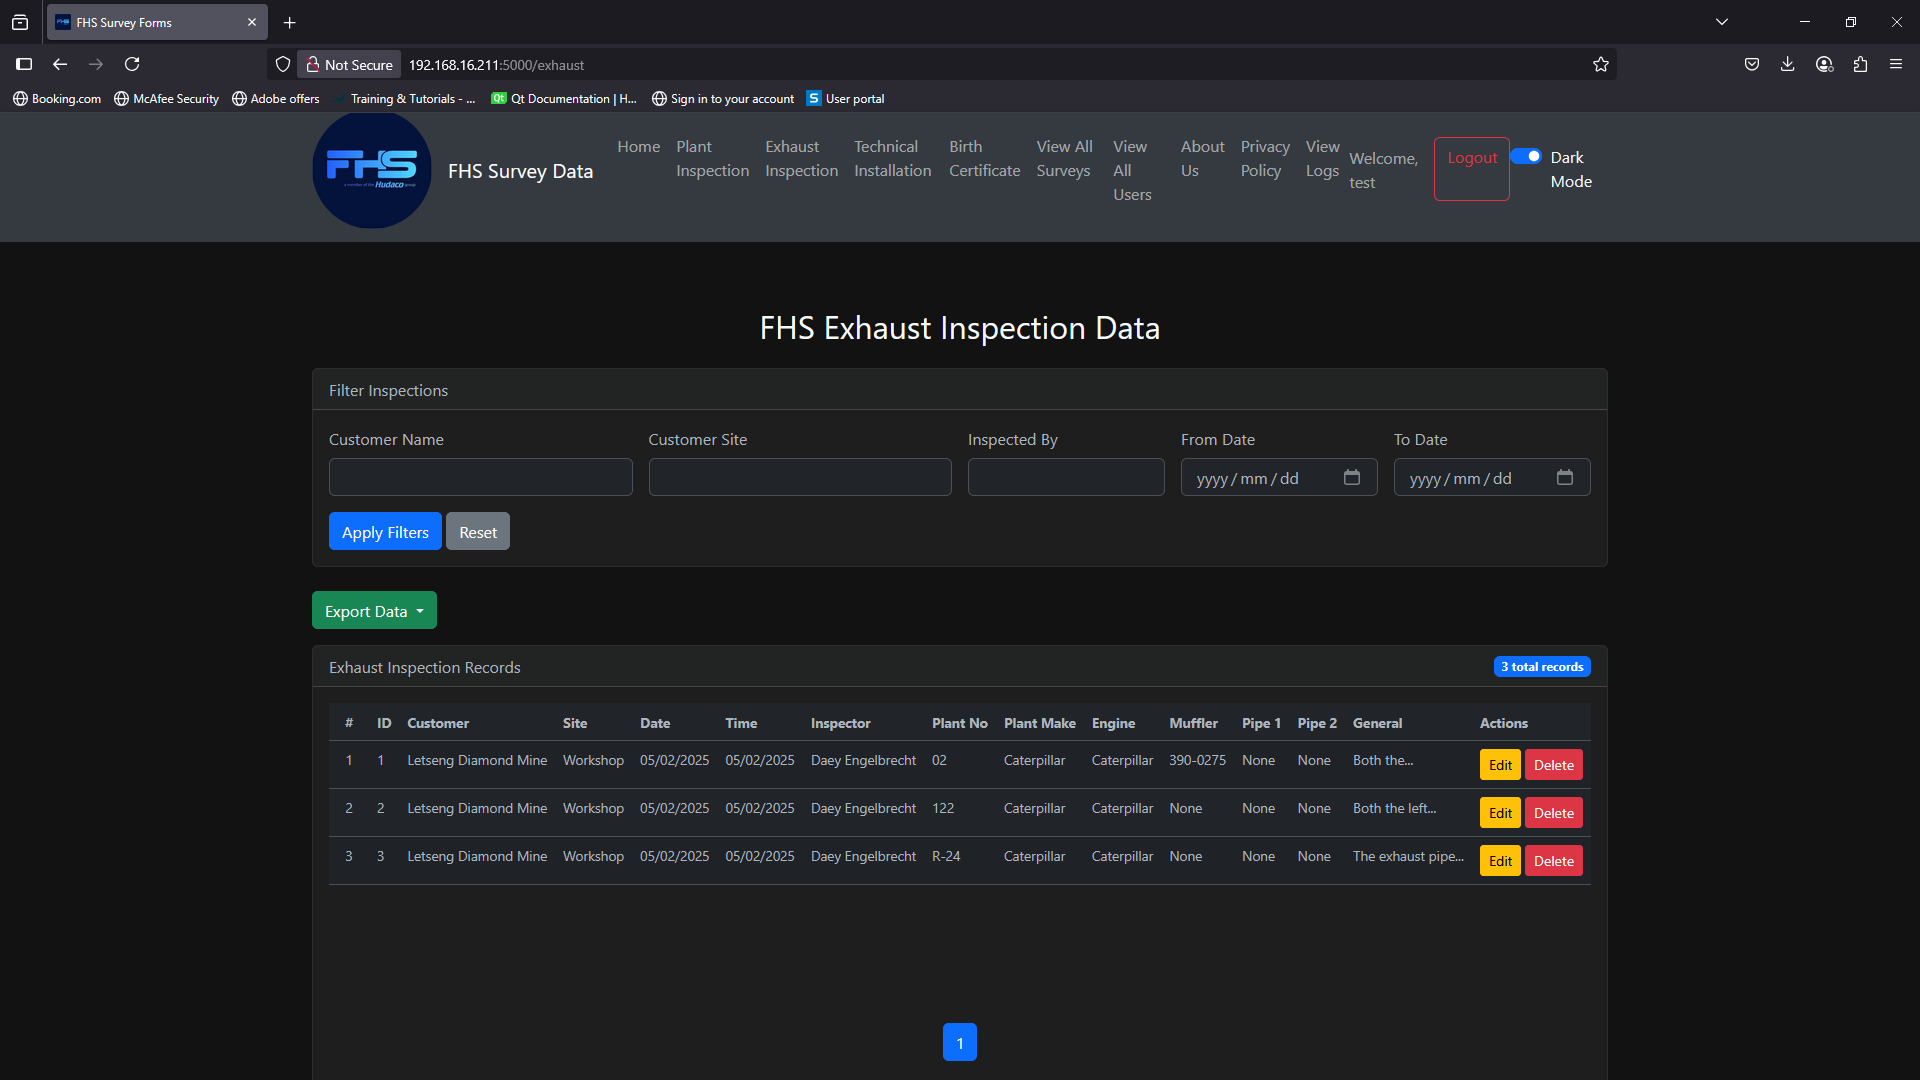 FHS Survey Forms
Not Secure
192.168.16.211:5000/exhaust
Booking.com
McAfee Security
Adobe offers
Training & Tutorials - ...
Qt Documentation | H...
Sign in to your account
User portal
FHS
a member of the Hudaco group
FHS Survey Data
Home
Plant
Inspection
Exhaust
Inspection
Technical
Installation
Birth
Certificate
View All
Surveys
View
All
Users
About
Us
Privacy
Policy
View
Logs
Welcome,
test
Logout
Dark
Mode
FHS Exhaust Inspection Data
Filter Inspections
Customer Name Customer Site Inspected By From Date To Date
yyyy/mm/dd yyyy/mm/dd
Apply Filters Reset
Export Data
Exhaust Inspection Records 3 total records
# ID Customer Site Date Time Inspector Plant No Plant Make Engine Muffler Pipe 1 Pipe 2 General Actions
1 1 Letseng Diamond Mine Workshop 05/02/2025 05/02/2025 Daey Engelbrecht 02 Caterpillar Caterpillar 390-0275 None None Both the... Edit Delete
2 2 Letseng Diamond Mine Workshop 05/02/2025 05/02/2025 Daey Engelbrecht 122 Caterpillar Caterpillar None None None Both the left... Edit Delete
3 3 Letseng Diamond Mine Workshop 05/02/2025 05/02/2025 Daey Engelbrecht R-24 Caterpillar Caterpillar None None None The exhaust pipe... Edit Delete
1